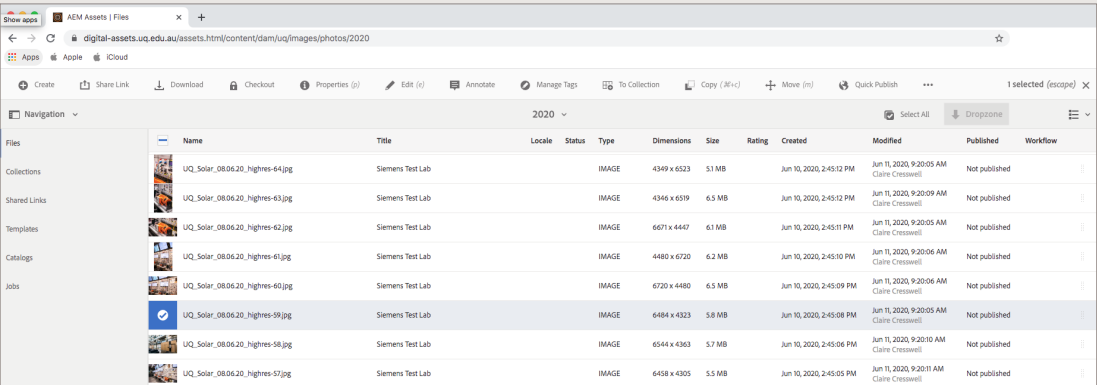 Show apps
AEM Assets | Files
digital-assets.uq.edu.au/assets.html/content/dam/uq/images/photos/2020
Apps Apple iCloud
Create Share Link Download Checkout Properties (p) Edit (e) Annotate Manage Tags To Collection Copy (⌘+c) Move (m) Quick Publish ••• 1 selected (escape)
Navigation 2020 Select All Dropzone
Name Title Locale Status Type Dimensions Size Rating Created Modified Published Workflow
Files
Collections
Shared Links
Templates
Catalogs
Jobs
UQ_Solar_08.06.20_highres-64.jpg Siemens Test Lab IMAGE 4349 x 6523 5.1 MB Jun 10, 2020, 2:45:12 PM Jun 11, 2020, 9:20:05 AM Not published
Claire Cresswell
UQ_Solar_08.06.20_highres-63.jpg Siemens Test Lab IMAGE 4346 x 6519 6.5 MB Jun 10, 2020, 2:45:12 PM Jun 11, 2020, 9:20:09 AM Not published
Claire Cresswell
UQ_Solar_08.06.20_highres-62.jpg Siemens Test Lab IMAGE 6671 x 4447 6.1 MB Jun 10, 2020, 2:45:11 PM Jun 11, 2020, 9:20:05 AM Not published
Claire Cresswell
UQ_Solar_08.06.20_highres-61.jpg Siemens Test Lab IMAGE 4480 x 6720 6.2 MB Jun 10, 2020, 2:45:10 PM Jun 11, 2020, 9:20:06 AM Not published
Claire Cresswell
UQ_Solar_08.06.20_highres-60.jpg Siemens Test Lab IMAGE 6720 x 4480 6.5 MB Jun 10, 2020, 2:45:09 PM Jun 11, 2020, 9:20:06 AM Not published
Claire Cresswell
UQ_Solar_08.06.20_highres-59.jpg Siemens Test Lab IMAGE 6484 x 4323 5.8 MB Jun 10, 2020, 2:45:08 PM Jun 11, 2020, 9:20:05 AM Not published
Claire Cresswell
UQ_Solar_08.06.20_highres-58.jpg Siemens Test Lab IMAGE 6544 x 4363 5.7 MB Jun 10, 2020, 2:45:06 PM Jun 11, 2020, 9:20:10 AM Not published
Claire Cresswell
UQ_Solar_08.06.20_highres-57.jpg Siemens Test Lab IMAGE 6458 x 4305 5.5 MB Jun 10, 2020, 2:45:05 PM Jun 11, 2020, 9:20:11 AM Not published
Claire Cresswell